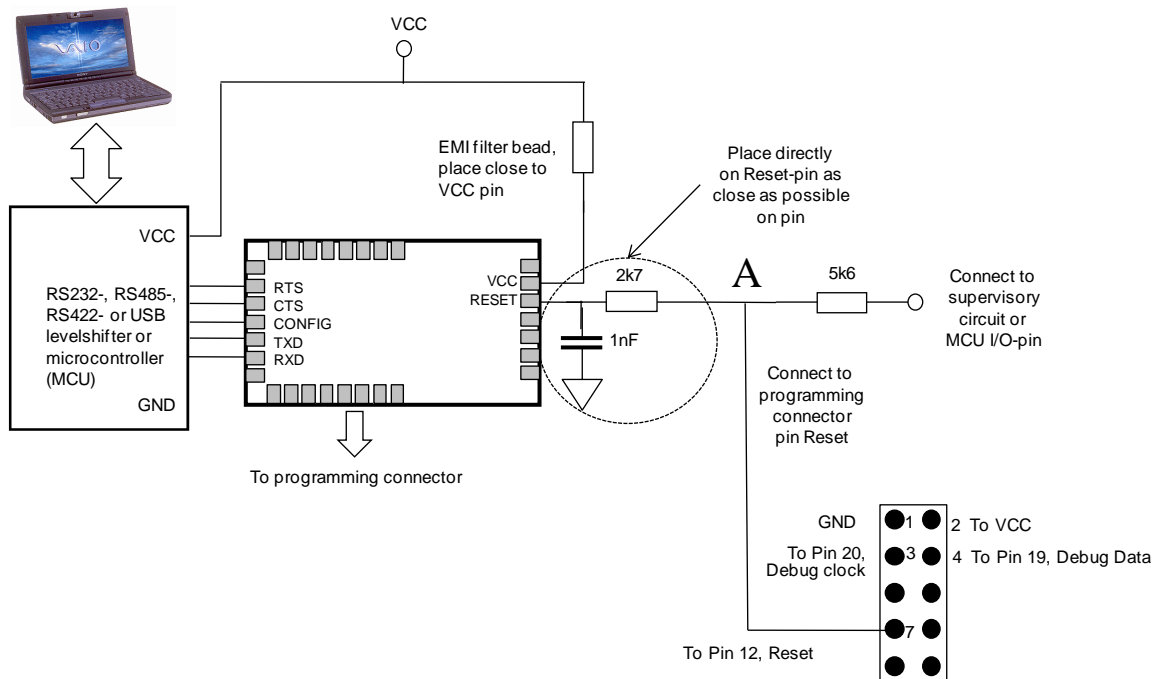 VCC
VAIO
SONY
EMI filter bead,
place close to
VCC pin
Place directly
on Reset-pin as
close as possible
on pin
VCC
RS232-, RS485-,
RS422- or USB
levelshifter or
microcontroller
(MCU)
GND
RTS
CTS
CONFIG
TXD
RXD
VCC
RESET
2k7
1nF
A
5k6
Connect to
supervisory
circuit or
MCU I/O-pin
Connect to
programming
connector
pin Reset
To programming connector
GND
1
2 To VCC
To Pin 20,
Debug clock
3
4 To Pin 19, Debug Data
7
To Pin 12, Reset